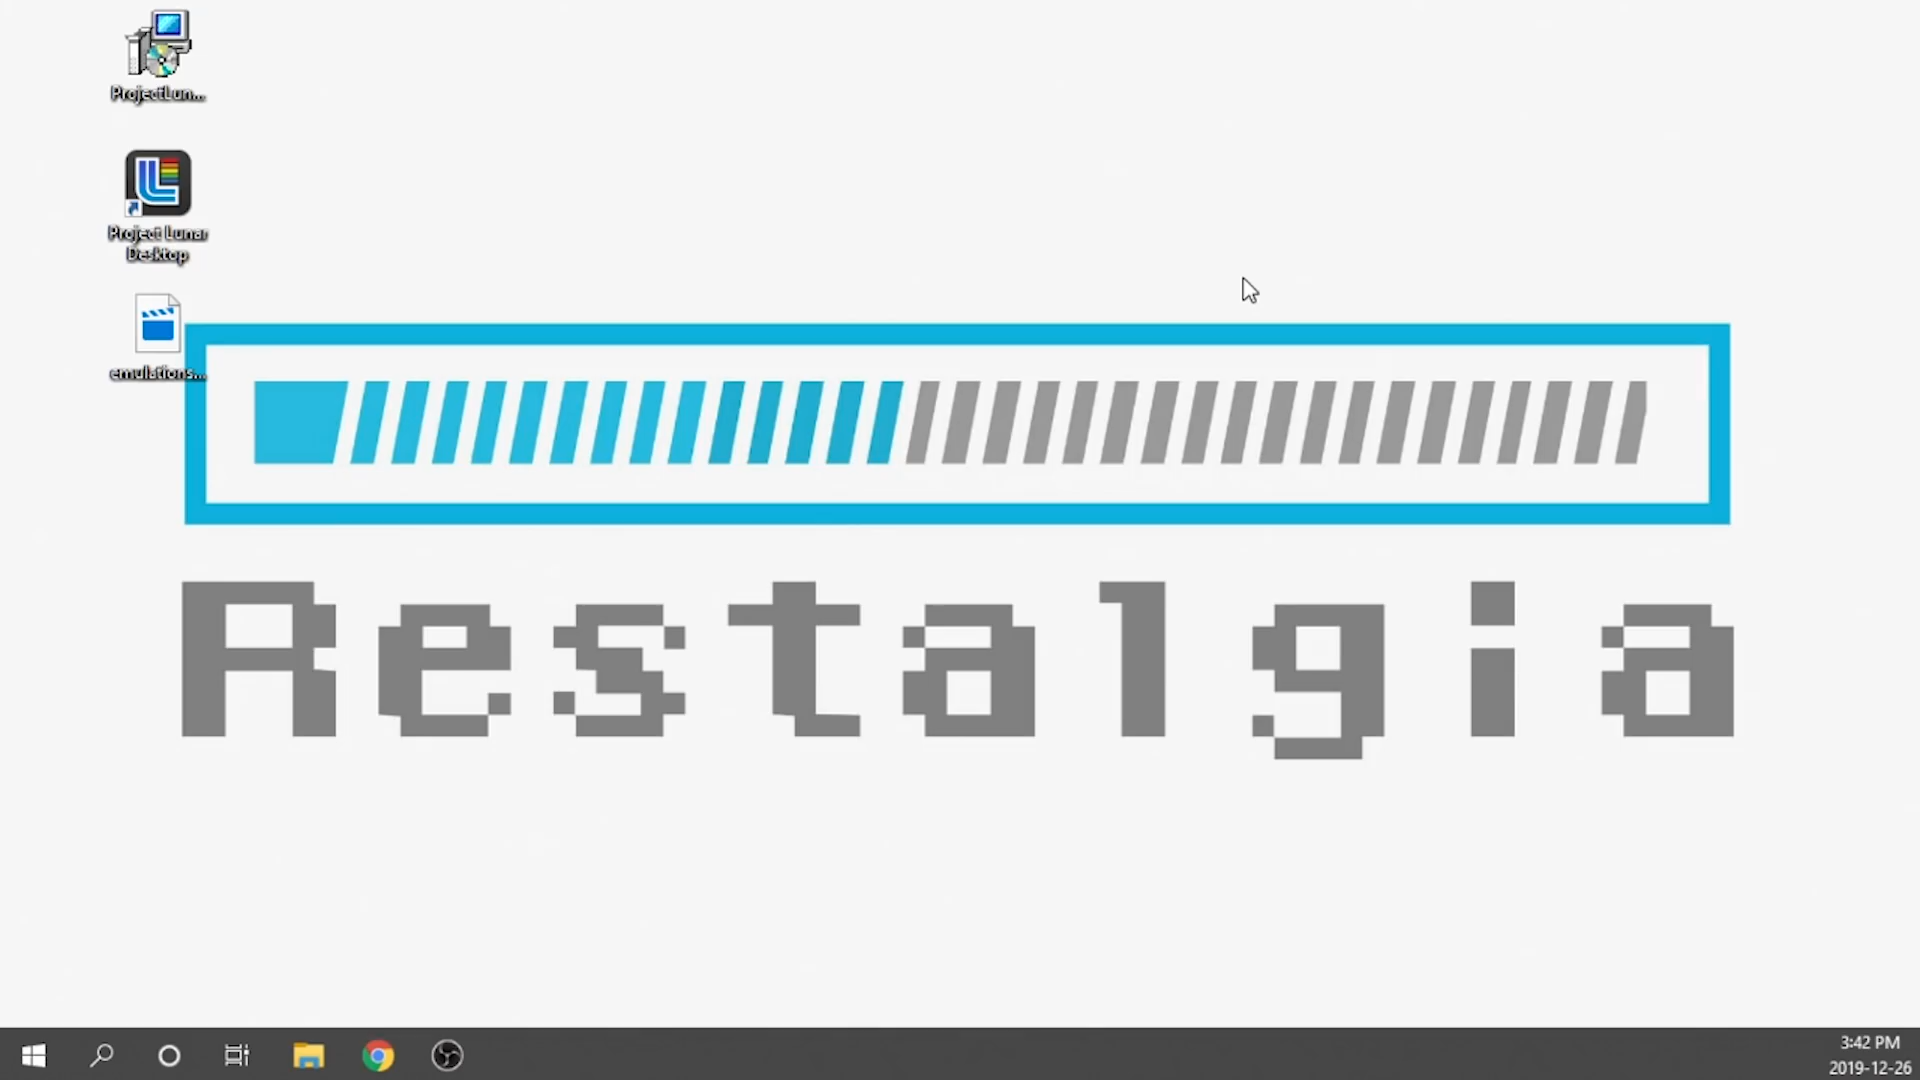 ProjectLun...
Project Lunar
Desktop
emulations...
Restalgia
3:42 PM
2019-12-26